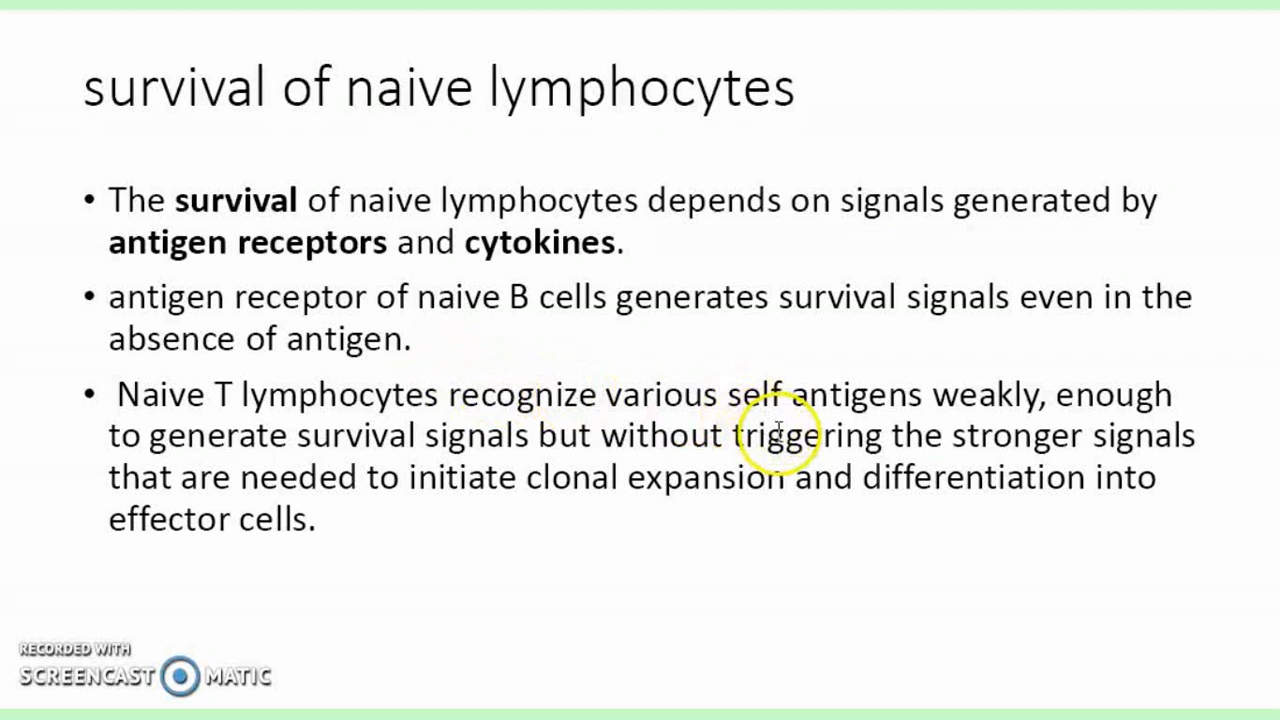 survival of naive lymphocytes
• The survival of naive lymphocytes depends on signals generated by
antigen receptors and cytokines.
• antigen receptor of naive B cells generates survival signals even in the
absence of antigen.
• Naive T lymphocytes recognize various self antigens weakly, enough
to generate survival signals but without triggering the stronger signals
that are needed to initiate clonal expansion and differentiation into
effector cells.
RECORDED WITH
SCREENCAST MATIC